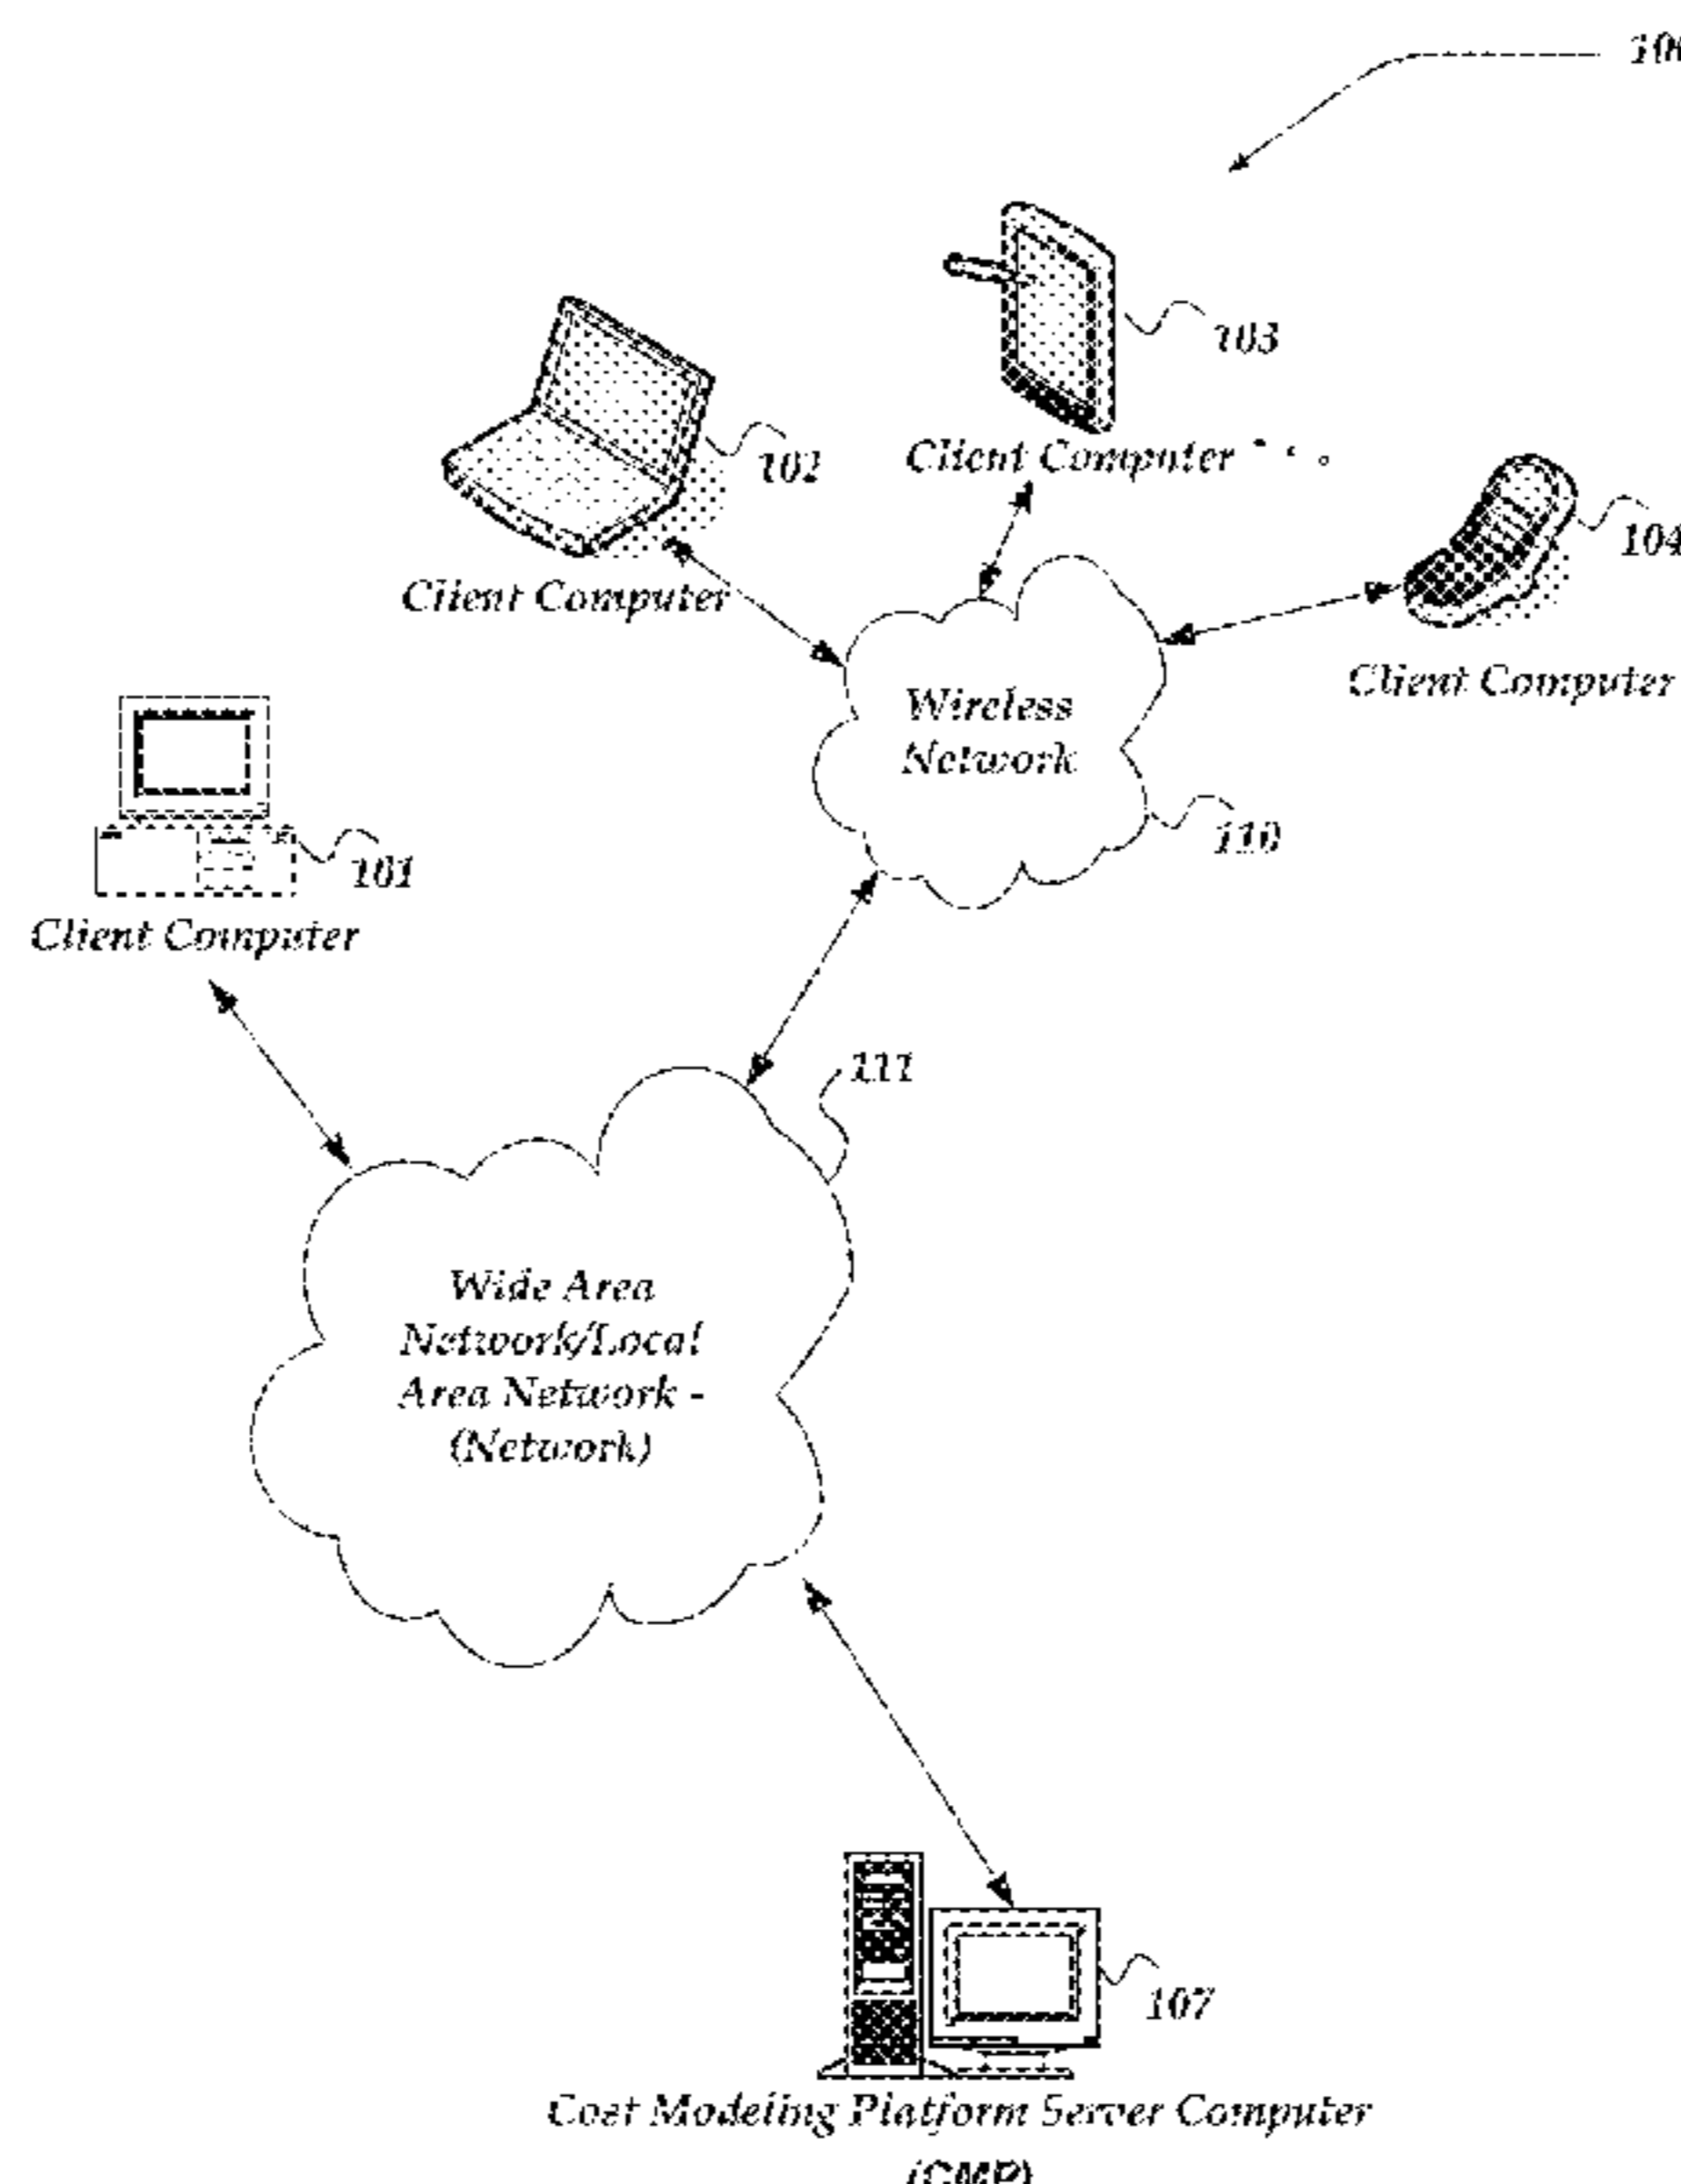 103
102
Client Computer
104
Client Computer
Client Computer
Wireless
Network
110
101
Client Computer
111
Wide Area
Network/Local
Area Network -
(Network)
107
Cost Modeling Platform Server Computer
(CMP)